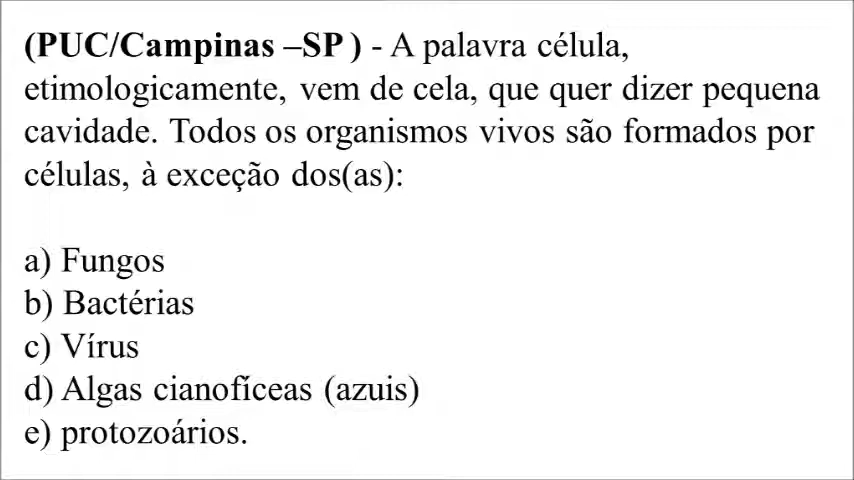 (PUC/Campinas –SP ) - A palavra célula,
etimologicamente, vem de cela, que quer dizer pequena
cavidade. Todos os organismos vivos são formados por
células, à exceção dos(as):
a) Fungos
b) Bactérias
c) Vírus
d) Algas cianofíceas (azuis)
e) protozoários.